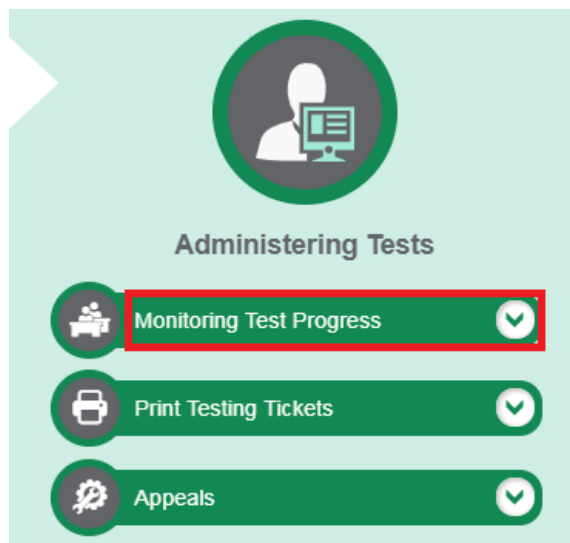 Administering Tests
Monitoring Test Progress
Print Testing Tickets
Appeals